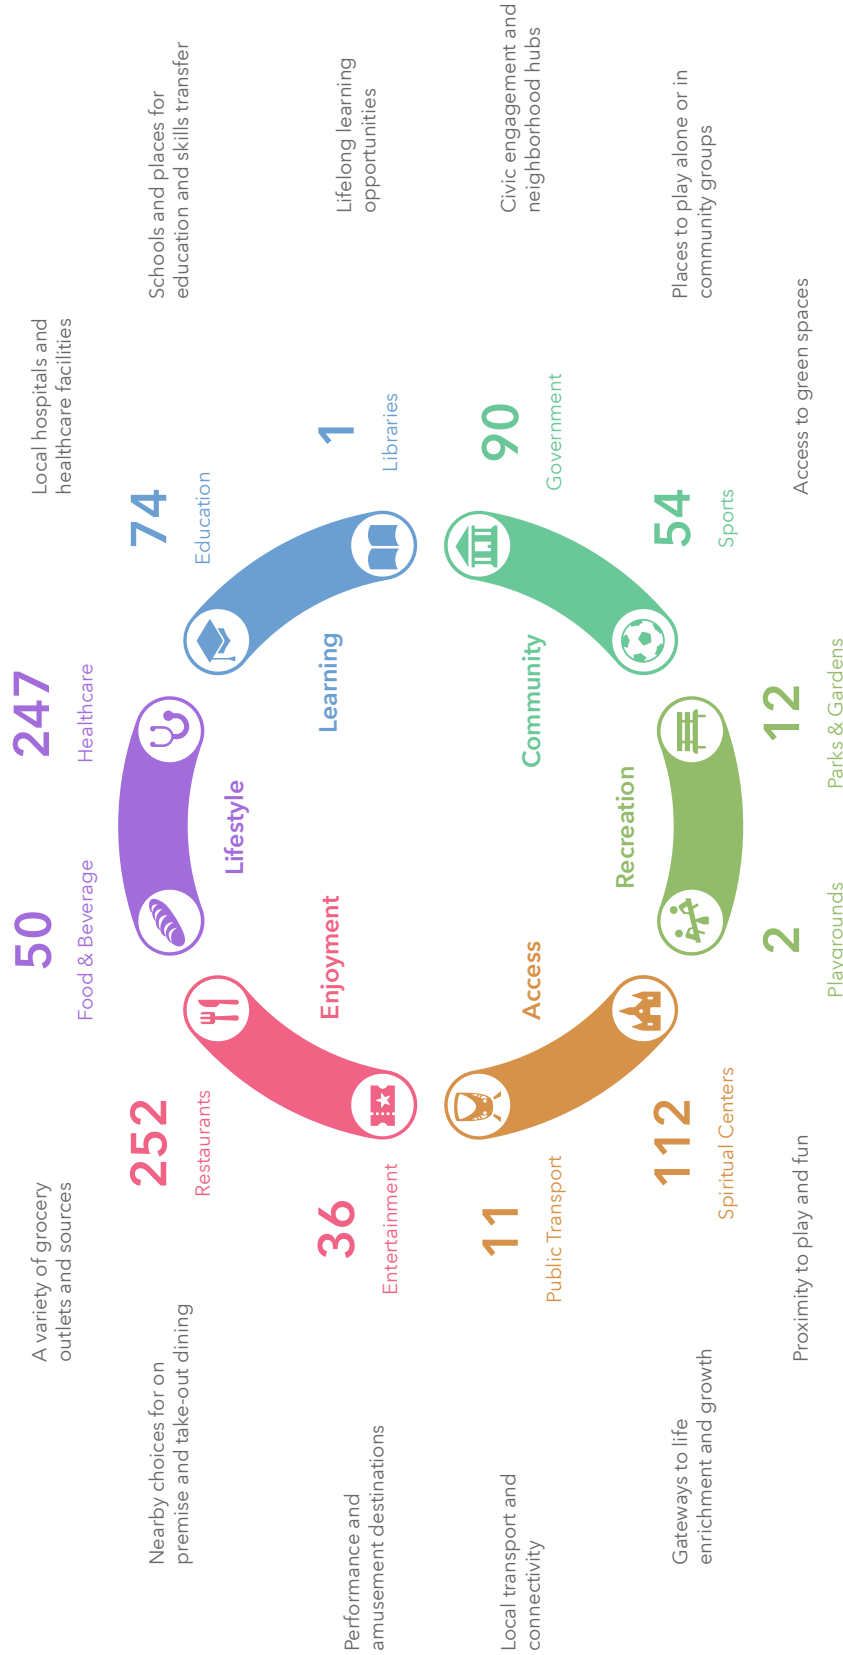 A variety of grocery
outlets and sources
50
Food & Beverage
247
Healthcare
Local hospitals and
healthcare facilities
Nearby choices for on
premise and take-out dining
252
Restaurants
Lifestyle
74
Education
Schools and places for
education and skills transfer
Performance and
amusement destinations
36
Entertainment
Enjoyment
Learning
1
Libraries
Lifelong learning
opportunities
Local transport and
connectivity
11
Public Transport
Access
Community
90
Government
Civic engagement and
neighborhood hubs
Gateways to life
enrichment and growth
112
Spiritual Centers
Recreation
54
Sports
Places to play alone or in
community groups
Proximity to play and fun
2
Playgrounds
12
Parks & Gardens
Access to green spaces